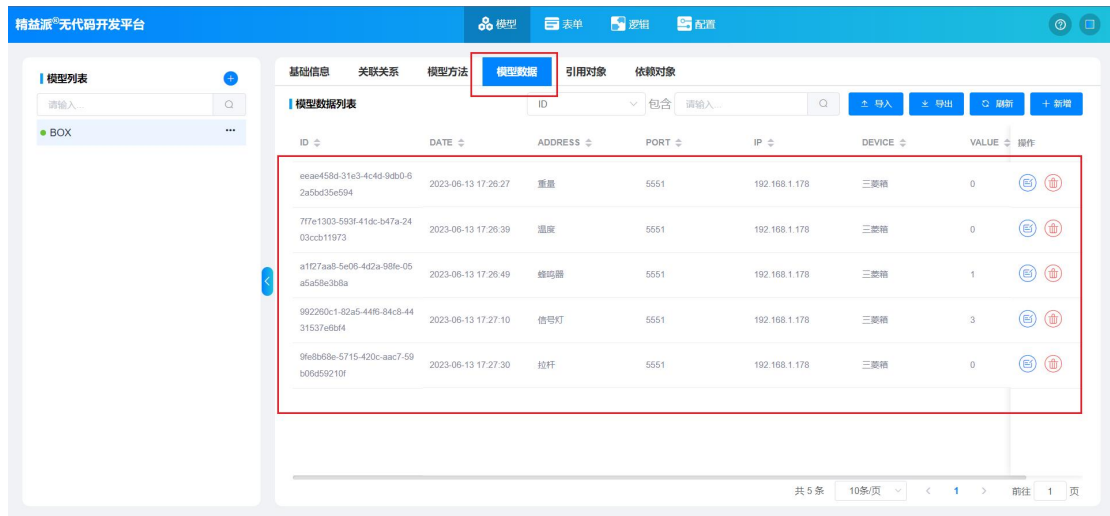 精益派®无代码开发平台
模型 表单 逻辑 配置
模型列表
请输入...
BOX
基础信息 关联关系 模型方法 模型数据 引用对象 依赖对象
模型数据列表 ID 包含 请输入... 导入 导出 刷新 新增
ID DATE ADDRESS PORT IP DEVICE VALUE 操作
eeae458d-31e3-4c4d-9db0-6
2a5bd35e594
2023-06-13 17:26:27 重量 5551 192.168.1.178 三菱箱 0
7f7e1303-593f-41dc-b47a-24
03ccb11973
2023-06-13 17:26:39 温度 5551 192.168.1.178 三菱箱 0
a1f27aa8-5e06-4d2a-98fe-05
a5a58e3b8a
2023-06-13 17:26:49 蜂鸣器 5551 192.168.1.178 三菱箱 1
992260c1-82a5-44f6-84c8-44
31537e6bf4
2023-06-13 17:27:10 信号灯 5551 192.168.1.178 三菱箱 3
9fe8b68e-5715-420c-aac7-59
b06d59210f
2023-06-13 17:27:30 拉杆 5551 192.168.1.178 三菱箱 0
共 5 条 10条/页 1 前往 1 页